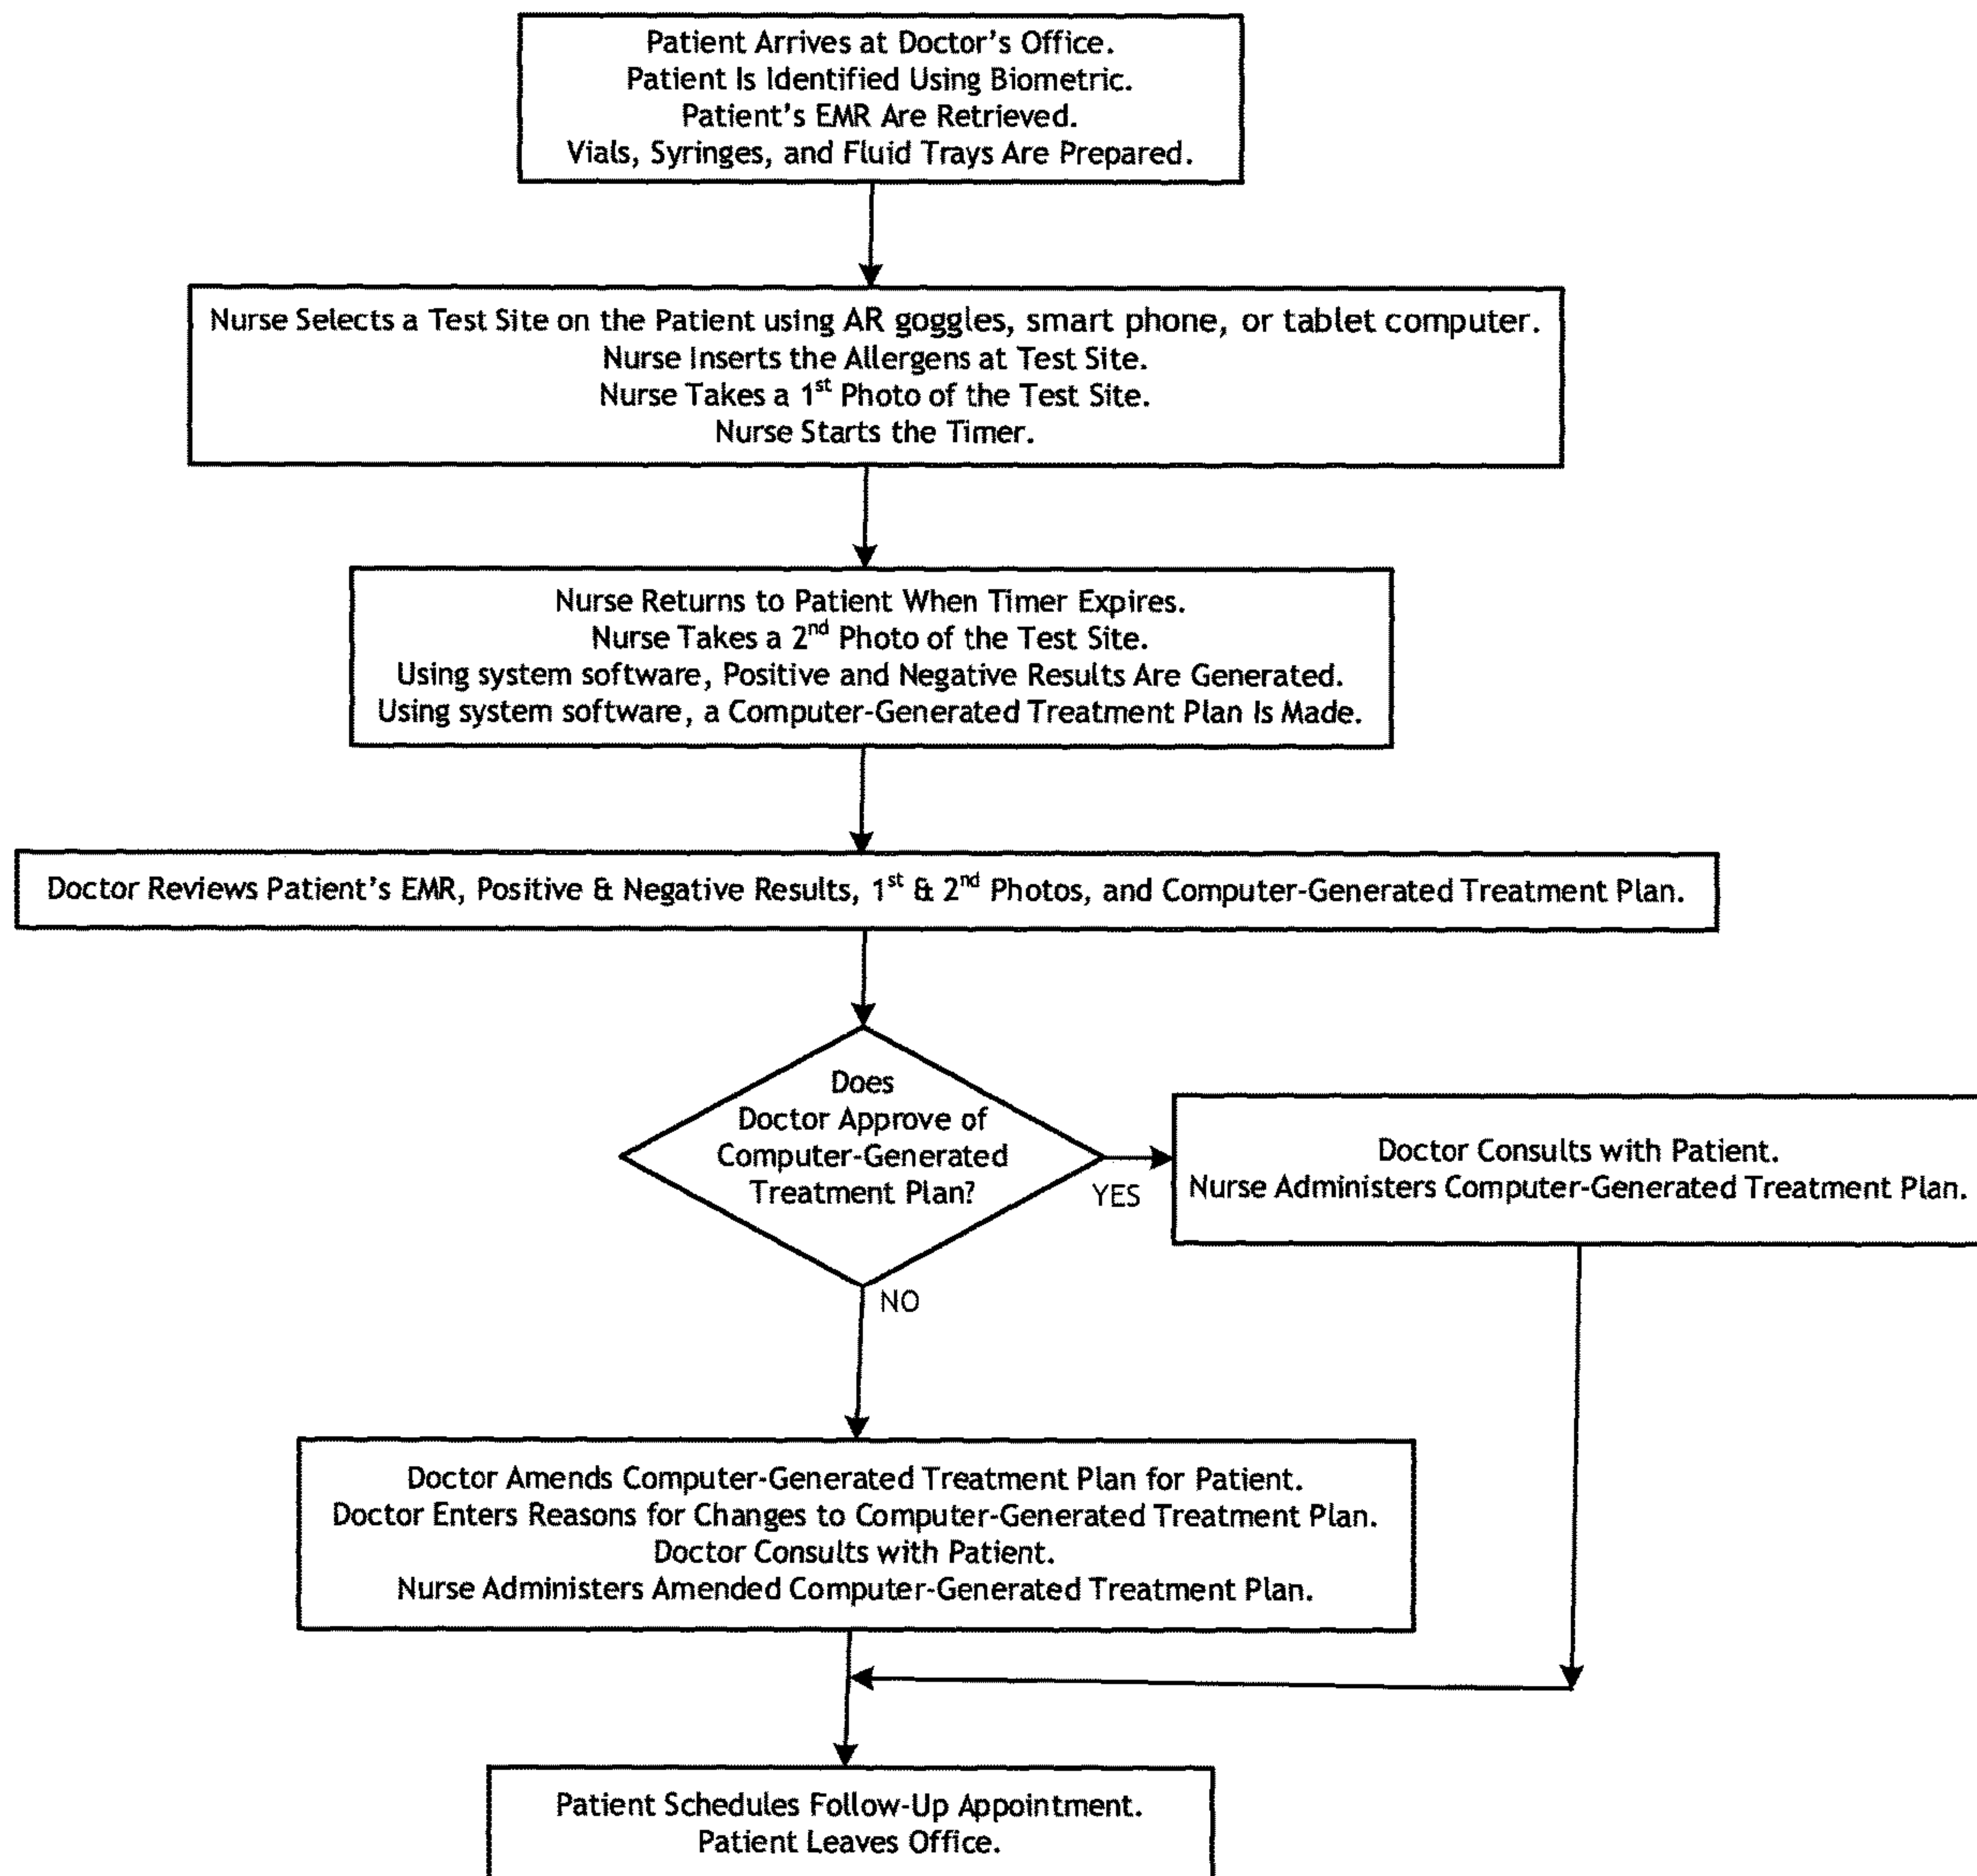 Patient Arrives at Doctor's Office.
Patient Is Identified Using Biometric.
Patient's EMR Are Retrieved.
Vials, Syringes, and Fluid Trays Are Prepared.
Nurse Selects a Test Site on the Patient using AR goggles, smart phone, or tablet computer.
Nurse Inserts the Allergens at Test Site.
Nurse Takes a 1st Photo of the Test Site.
Nurse Starts the Timer.
Nurse Returns to Patient When Timer Expires.
Nurse Takes a 2nd Photo of the Test Site.
Using system software, Positive and Negative Results Are Generated.
Using system software, a Computer-Generated Treatment Plan Is Made.
Doctor Reviews Patient's EMR, Positive & Negative Results, 1st & 2nd Photos, and Computer-Generated Treatment Plan.
Does
Doctor Approve of
Computer-Generated
Treatment Plan?
YES
Doctor Consults with Patient.
Nurse Administers Computer-Generated Treatment Plan.
NO
Doctor Amends Computer-Generated Treatment Plan for Patient.
Doctor Enters Reasons for Changes to Computer-Generated Treatment Plan.
Doctor Consults with Patient.
Nurse Administers Amended Computer-Generated Treatment Plan.
Patient Schedules Follow-Up Appointment.
Patient Leaves Office.